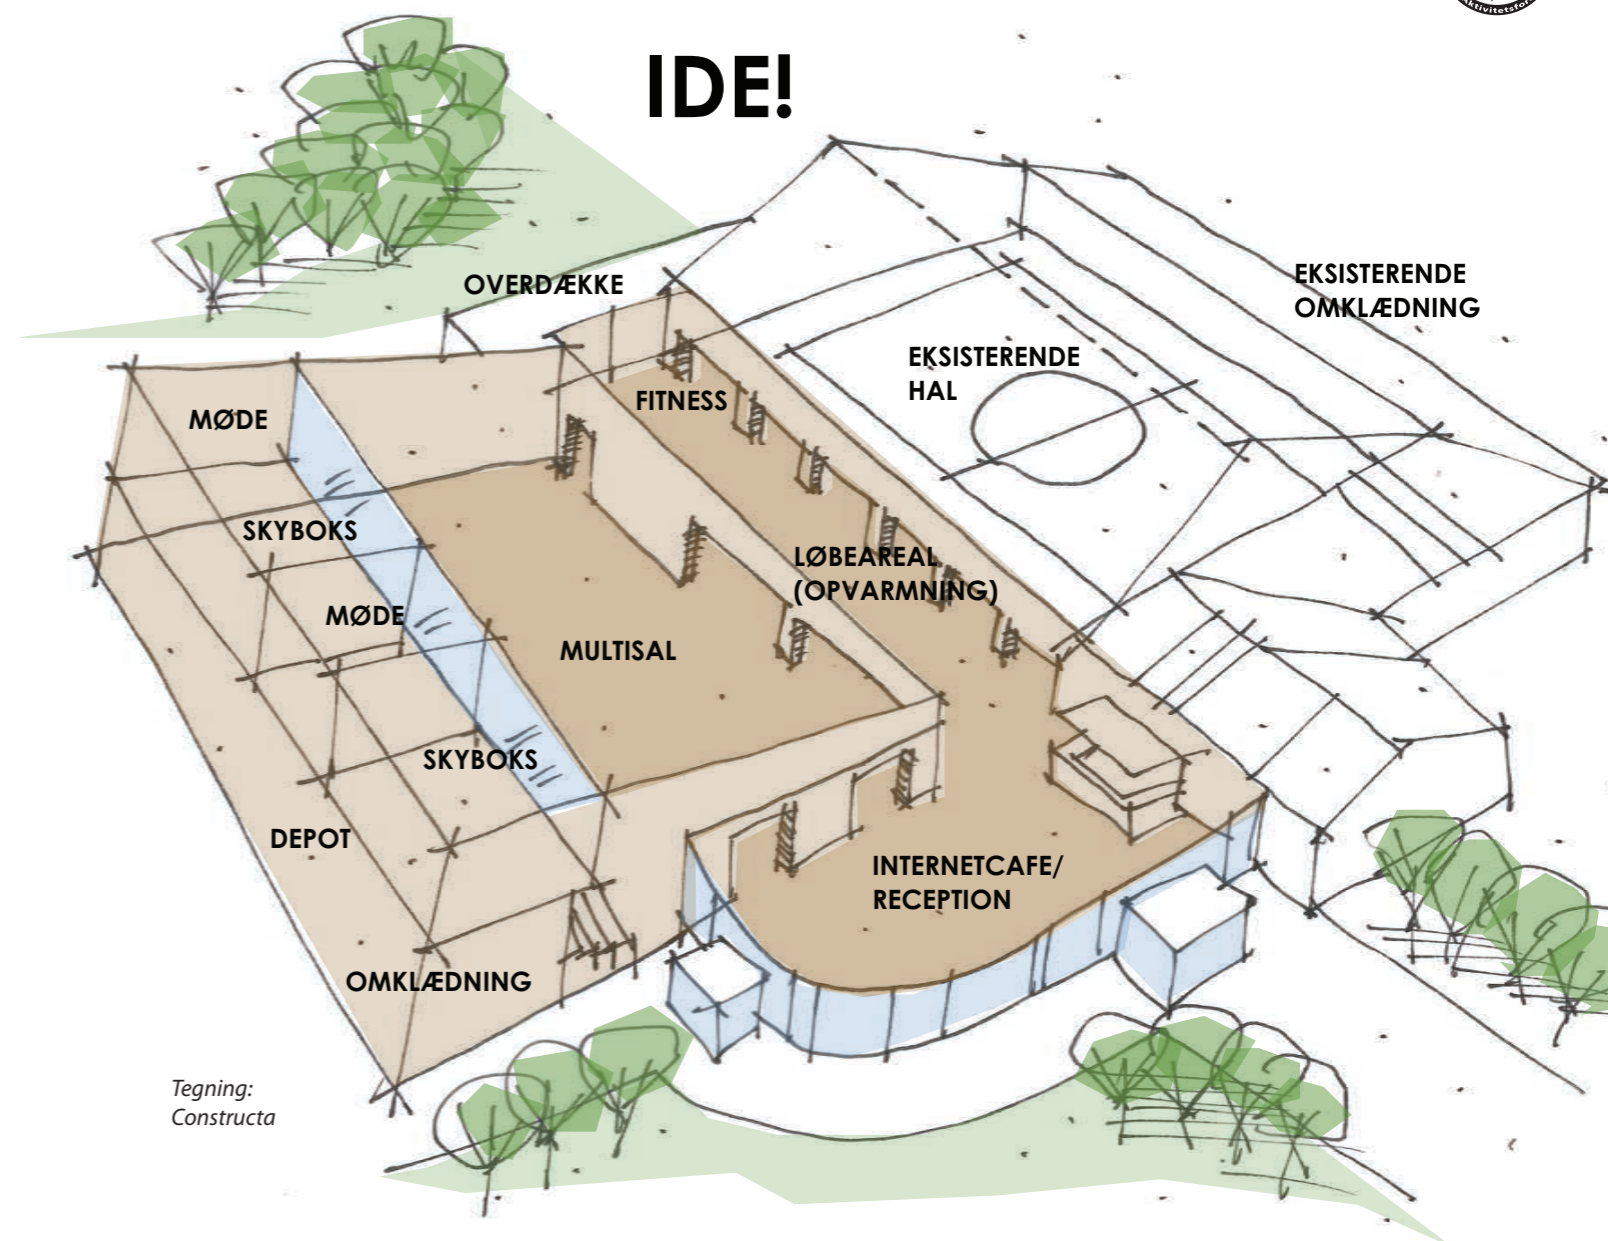 Aktivitetsfor
IDE!
OVERDÆKKE
EKSISTERENDE
OMKLÆDNING
EKSISTERENDE
HAL
MØDE
FITNESS
SKYBOKS
LØBEAREAL
(OPVARMNING)
MØDE
MULTISAL
SKYBOKS
DEPOT
INTERNETCAFE/
RECEPTION
OMKLÆDNING
Tegning:
Constructa